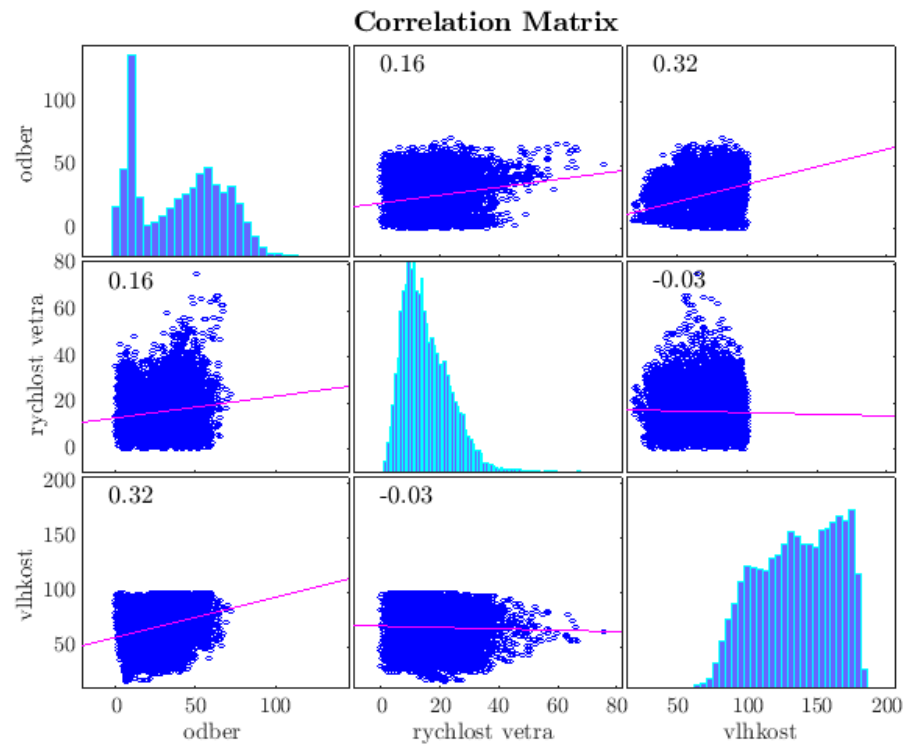 Correlation Matrix
0.16
0.32
odber
100
50
0
0.16
-0.03
rychlost vetra
80
60
40
20
0
0.32
-0.03
vlhkost
200
150
100
50
0 50 100
0 20 40 60 80
50 100 150 200
odber
rychlost vetra
vlhkost